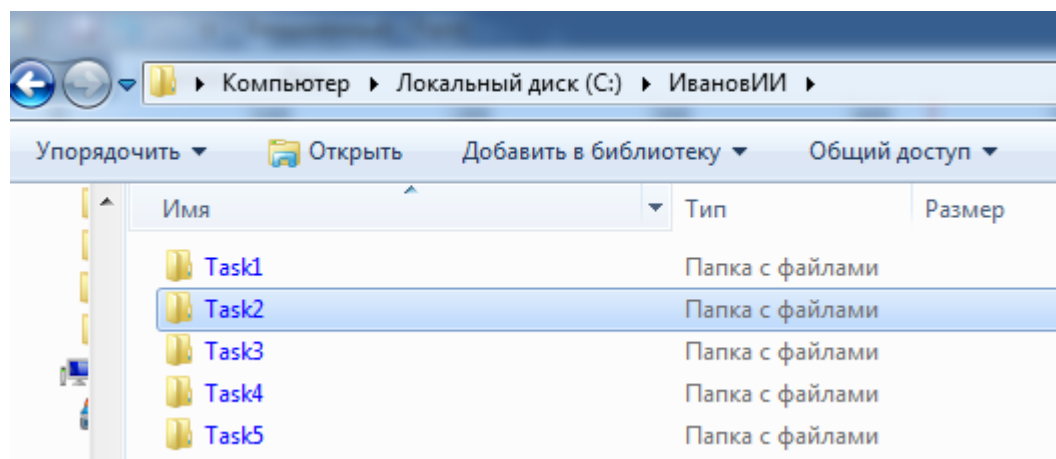 Компьютер Локальный диск (C:) ИвановИИ
Упорядочить Открыть Добавить в библиотеку Общий доступ
Имя Тип Размер
Task1 Папка с файлами
Task2 Папка с файлами
Task3 Папка с файлами
Task4 Папка с файлами
Task5 Папка с файлами